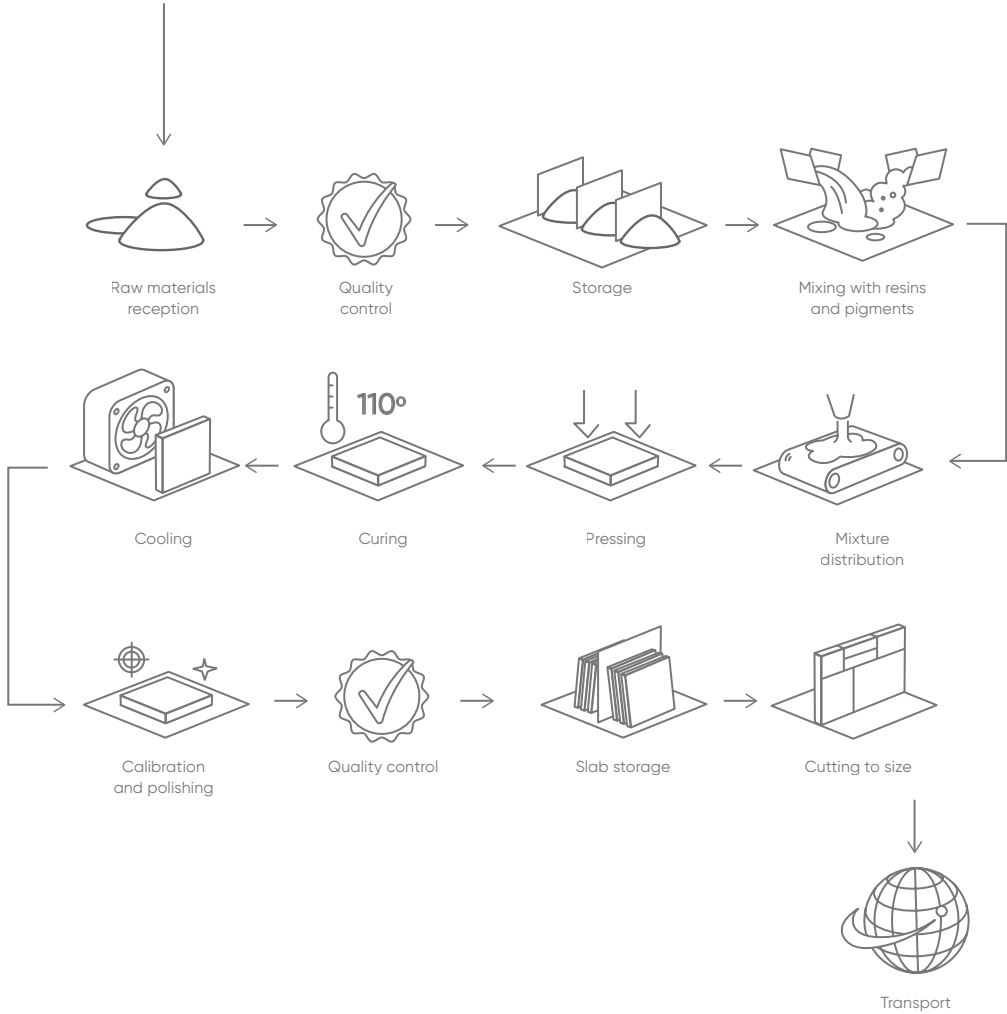 Raw materials
reception
Quality
control
Storage
Mixing with resins
and pigments
110º
Cooling
Curing
Pressing
Mixture
distribution
Calibration
and polishing
Quality control
Slab storage
Cutting to size
Transport